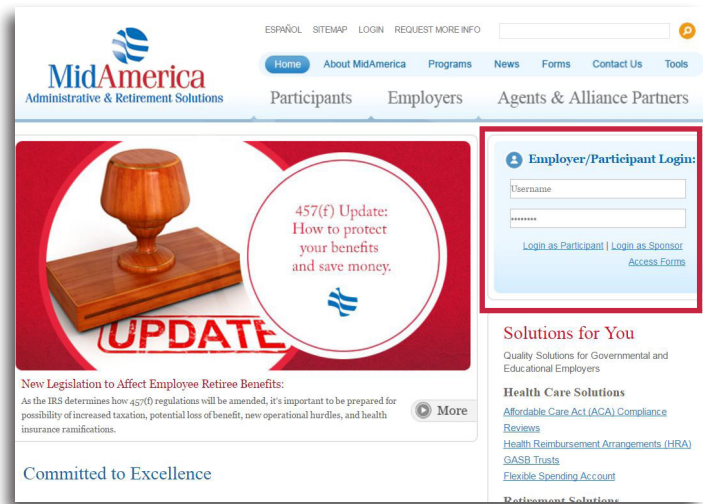 ESPAÑOL SITEMAP LOGIN REQUEST MORE INFO
MidAmerica
Administrative & Retirement Solutions
Home About MidAmerica Programs News Forms Contact Us Tools
Participants Employers Agents & Alliance Partners
457(f) Update:
How to protect
your benefits
and save money.
UPDATE
New Legislation to Affect Employee Retiree Benefits:
As the IRS determines how 457(f) regulations will be amended, it's important to be prepared for
possibility of increased taxation, potential loss of benefit, new operational hurdles, and health
insurance ramifications.
More
Committed to Excellence
Employer/Participant Login:
Username
••••••••
Login as Participant | Login as Sponsor
Access Forms
Solutions for You
Quality Solutions for Governmental and
Educational Employers
Health Care Solutions
Affordable Care Act (ACA) Compliance
Reviews
Health Reimbursement Arrangements (HRA)
GASB Trusts
Flexible Spending Account
Retirement Solutions